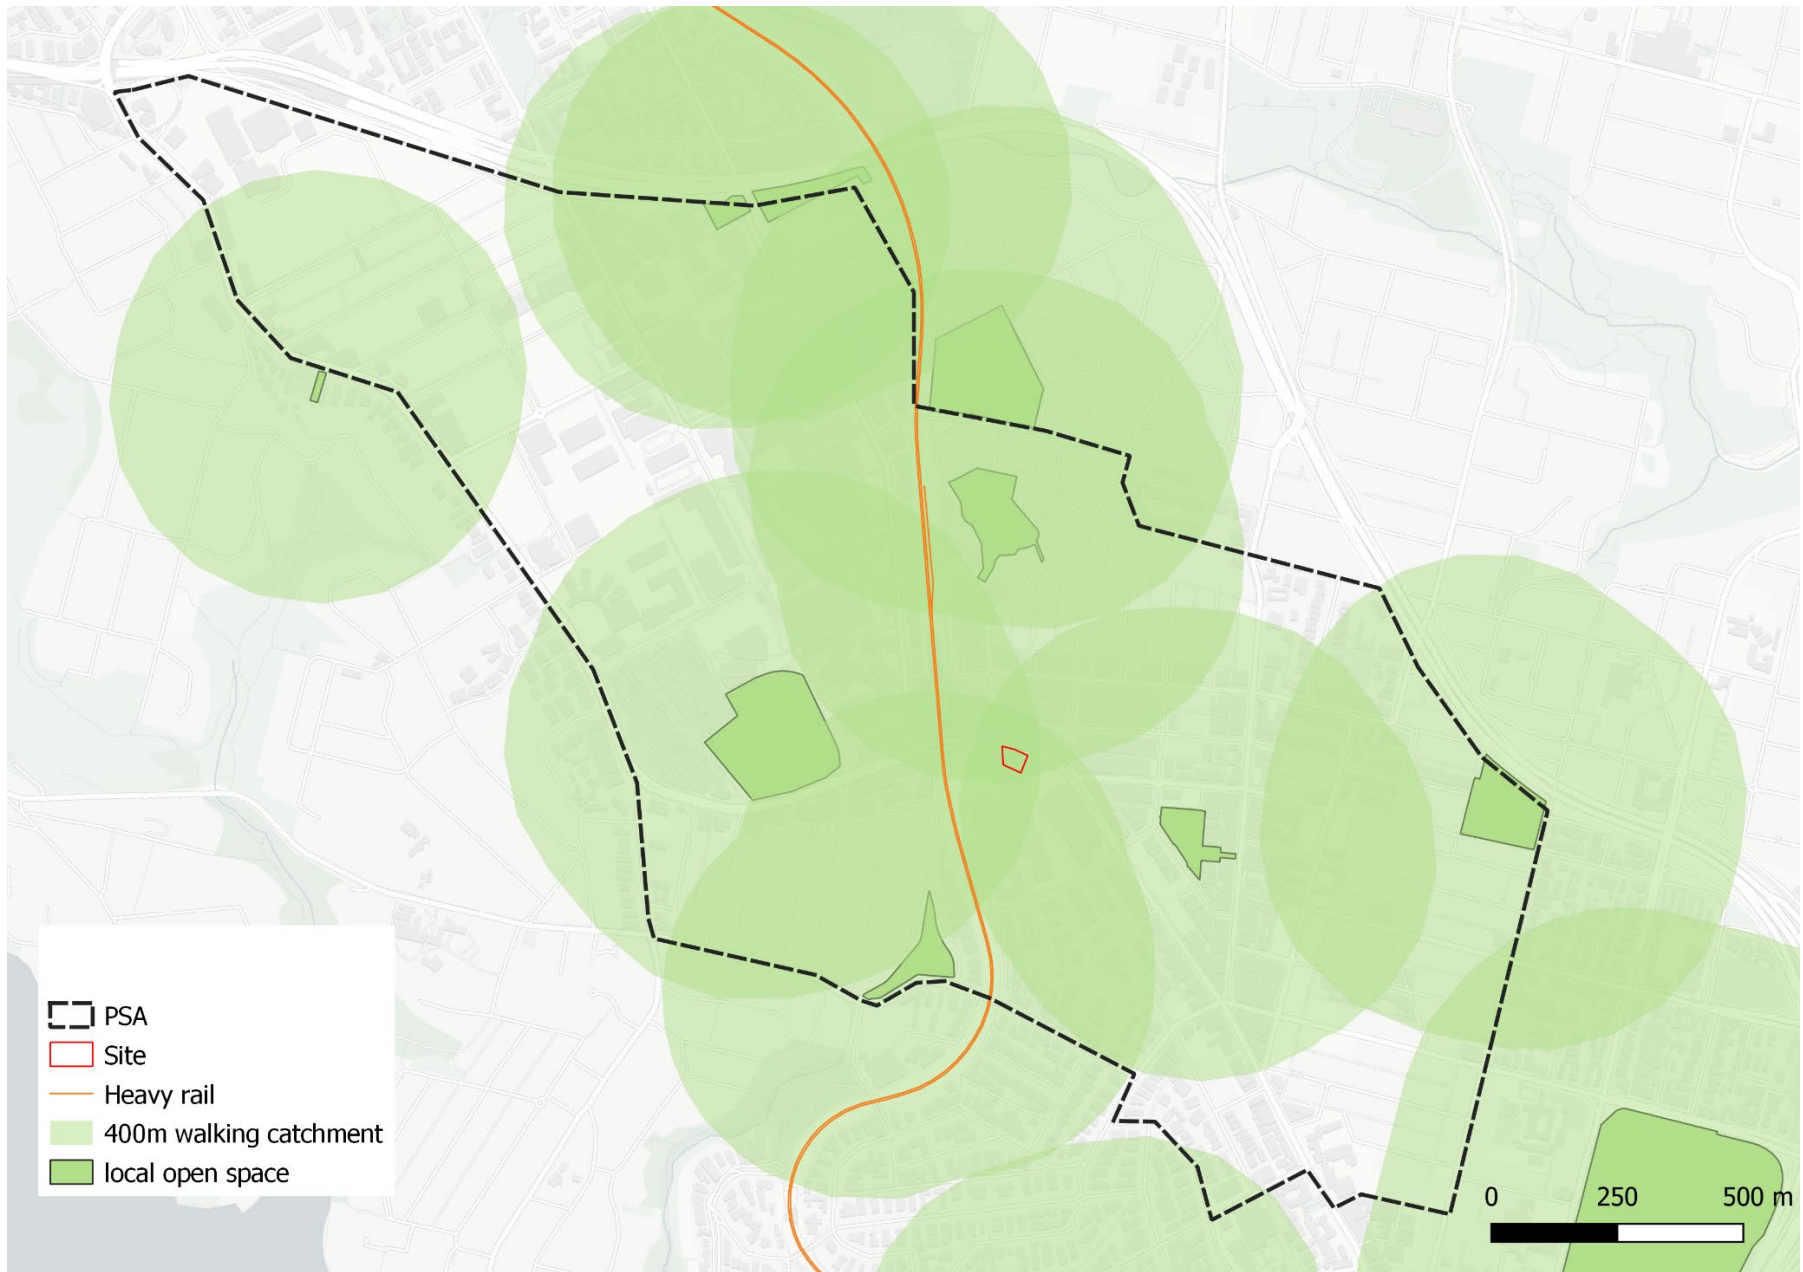 PSA
Site
Heavy rail
400m walking catchment
local open space
0 250 500 m